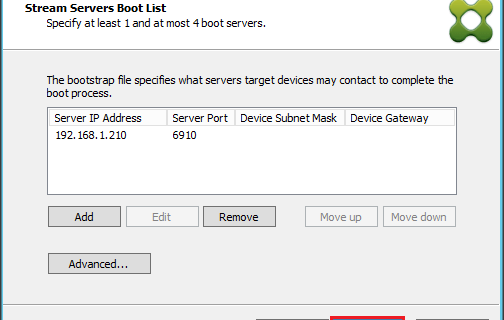 Stream Servers Boot List
Specify at least 1 and at most 4 boot servers.
The bootstrap file specifies what servers target devices may contact to complete the
boot process.
Server IP Address Server Port Device Subnet Mask Device Gateway
192.168.1.210 6910
Add Edit Remove Move up Move down
Advanced...